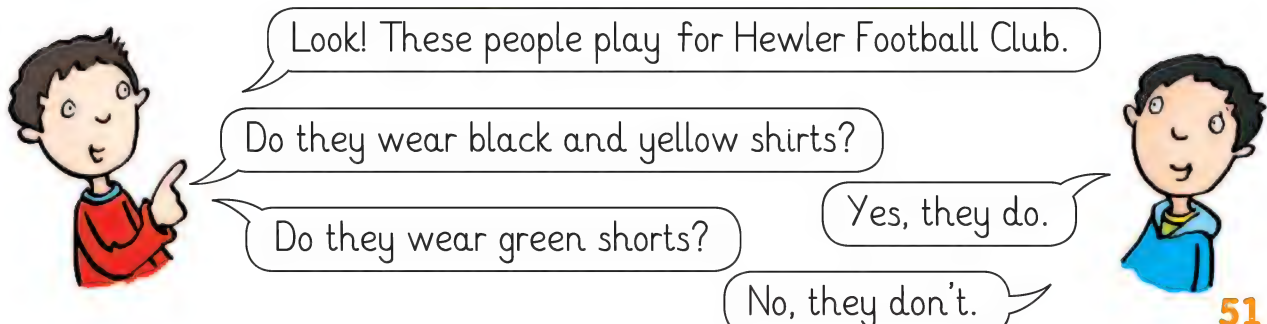 Look! These people play for Hewler Football Club.
Do they wear black and yellow shirts?
Yes, they do.
Do they wear green shorts?
No, they don't.
51